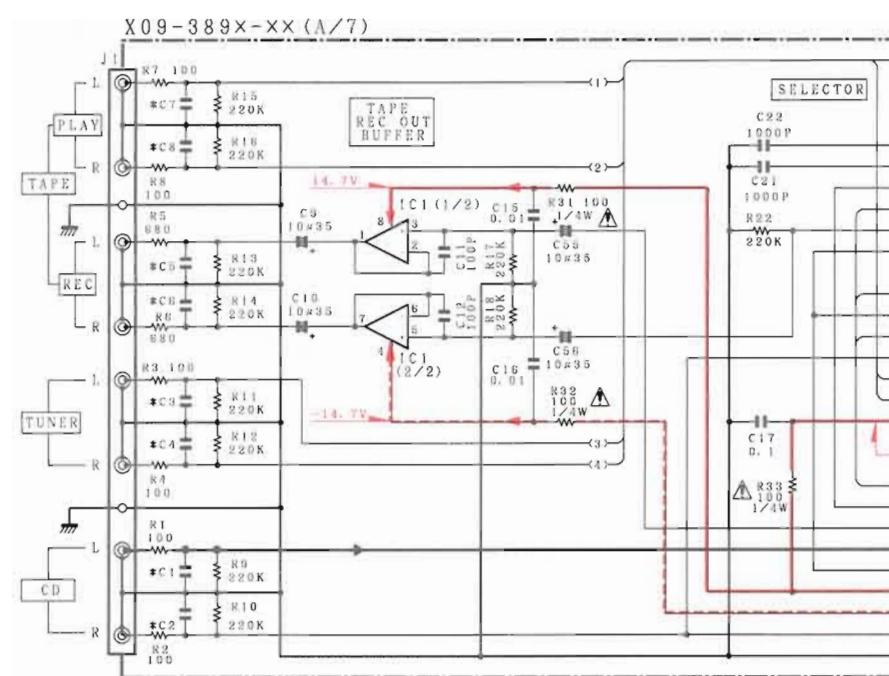 X09-389×-×× (A/7)
J1
R7 100
L
*C7
R15
220K
PLAY
*C8
R16
220K
R
R8
100
TAPE
TAPE
REC OUT
BUFFER
(1)
(2)
SELECTOR
C22
1000P
C21
1000P
R22
220K
14.7V
IC1 (1/2)
8
3
1
2
C15
0.01
R31 100
1/4W
C55
10¤35
R5
680
L
*C5
R13
220K
C9
10¤35
C11
100P
R17
220K
REC
*C6
R14
220K
C10
10¤35
C12
100P
R18
220K
R
R6
680
7
6
5
4
IC1
(2/2)
C16
0.01
C56
10¤35
R3 100
L
*C3
R11
220K
TUNER
*C4
R12
220K
R
R4
100
-14.7V
R32
100
1/4W
(3)
(4)
C17
0.1
R33
100
1/4W
R1
100
L
*C1
R9
220K
CD
*C2
R10
220K
R
R2
100